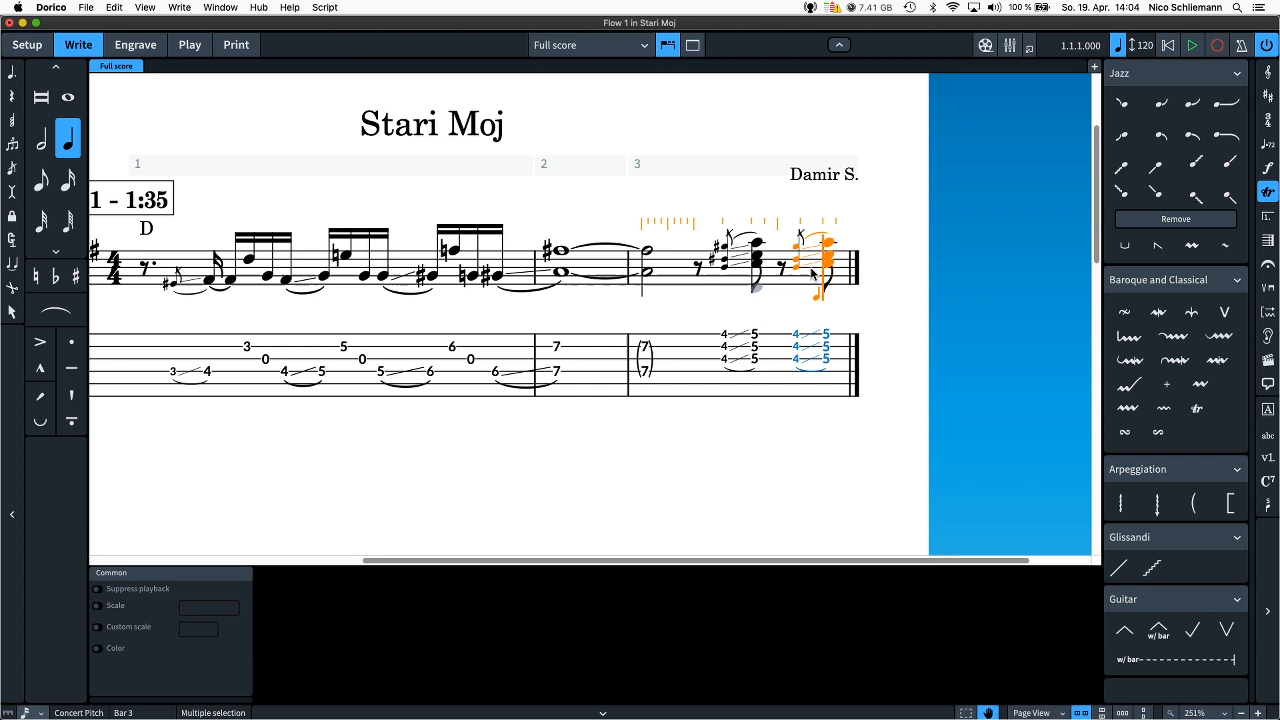 Dorico File Edit View Write Window Hub Help Script 7.41 GB 100 % So. 19. Apr. 14:04 Nico Schliemann
Flow 1 in Stari Moj
Setup Write Engrave Play Print Full score 1.1.1.000 120
Full score
Jazz
Stari Moj
1 2 3
Damir S.
1 - 1:35
D
Remove
Baroque and Classical
4 4 5 4 5
3 5 6 7 7 4 5 4 5
0 0 0 4 5 4 5
3 4 4 5 5 6 6 7 7
Arpeggiation
Glissandi
Common
Suppress playback
Scale
Custom scale
Color
Guitar
w/ bar
w/ bar
Concert Pitch Bar 3 Multiple selection Page View 251%